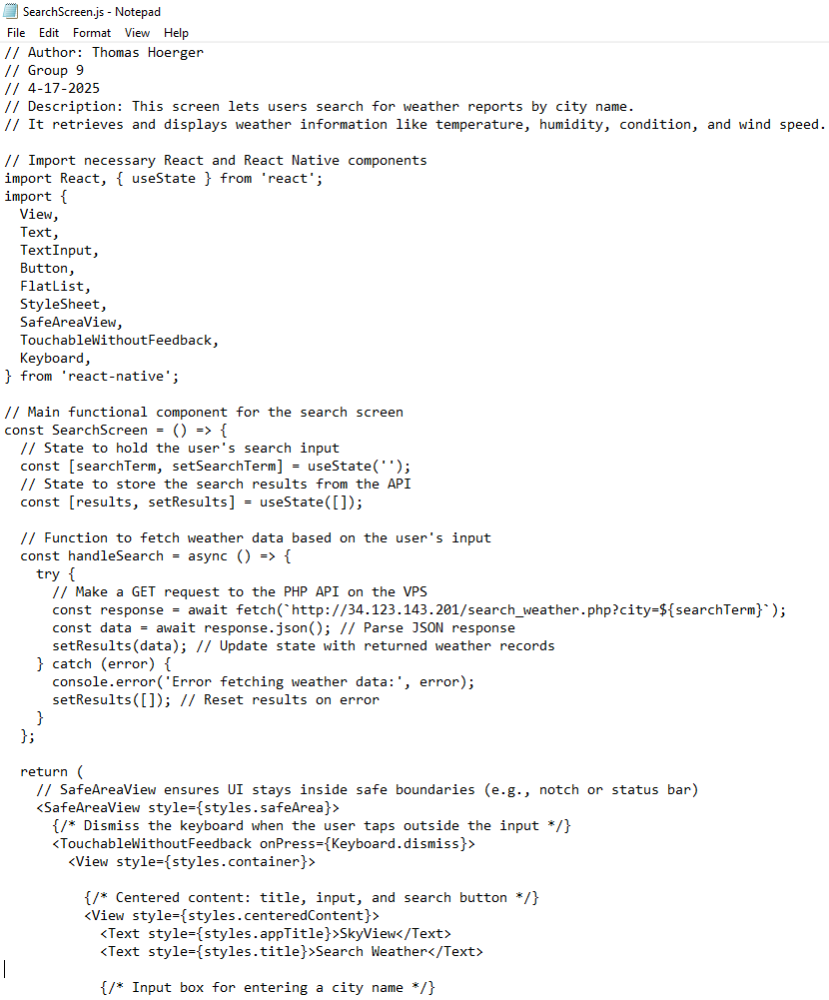 SearchScreen.js - Notepad
File Edit Format View Help
// Author: Thomas Hoerger
// Group 9
// 4-17-2025
// Description: This screen lets users search for weather reports by city name.
// It retrieves and displays weather information like temperature, humidity, condition, and wind speed.

// Import necessary React and React Native components
import React, { useState } from 'react';
import {
  View,
  Text,
  TextInput,
  Button,
  FlatList,
  StyleSheet,
  SafeAreaView,
  TouchableWithoutFeedback,
  Keyboard,
} from 'react-native';

// Main functional component for the search screen
const SearchScreen = () => {
  // State to hold the user's search input
  const [searchTerm, setSearchTerm] = useState('');
  // State to store the search results from the API
  const [results, setResults] = useState([]);

  // Function to fetch weather data based on the user's input
  const handleSearch = async () => {
    try {
      // Make a GET request to the PHP API on the VPS
      const response = await fetch(`http://34.123.143.201/search_weather.php?city=${searchTerm}`);
      const data = await response.json(); // Parse JSON response
      setResults(data); // Update state with returned weather records
    } catch (error) {
      console.error('Error fetching weather data:', error);
      setResults([]); // Reset results on error
    }
  };

  return (
    // SafeAreaView ensures UI stays inside safe boundaries (e.g., notch or status bar)
    <SafeAreaView style={styles.safeArea}>
      {/* Dismiss the keyboard when the user taps outside the input */}
      <TouchableWithoutFeedback onPress={Keyboard.dismiss}>
        <View style={styles.container}>

          {/* Centered content: title, input, and search button */}
          <View style={styles.centeredContent}>
            <Text style={styles.appTitle}>SkyView</Text>
            <Text style={styles.title}>Search Weather</Text>

            {/* Input box for entering a city name */}